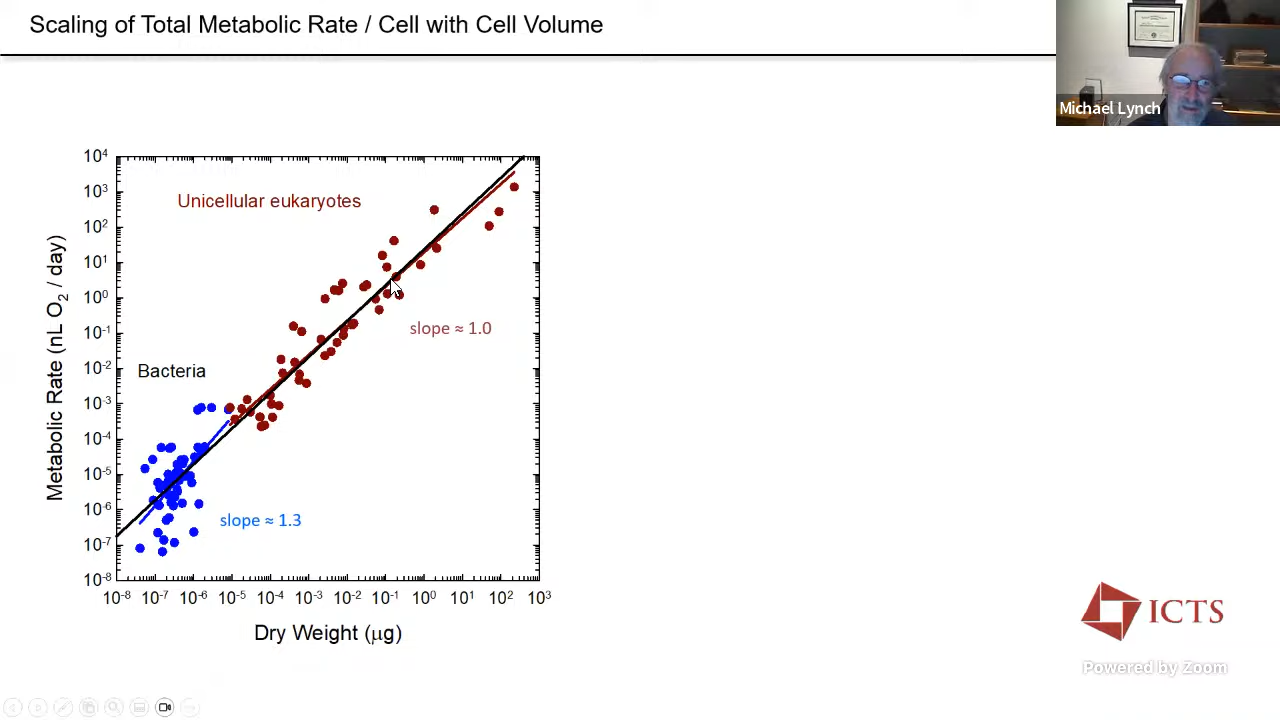 Scaling of Total Metabolic Rate / Cell with Cell Volume
Michael Lynch
Unicellular eukaryotes
slope ≈ 1.0
Bacteria
slope ≈ 1.3
Metabolic Rate (nL O₂ / day)
10⁴
10³
10²
10¹
10⁰
10⁻¹
10⁻²
10⁻³
10⁻⁴
10⁻⁵
10⁻⁶
10⁻⁷
10⁻⁸
10⁻⁸ 10⁻⁷ 10⁻⁶ 10⁻⁵ 10⁻⁴ 10⁻³ 10⁻² 10⁻¹ 10⁰ 10¹ 10² 10³
Dry Weight (μg)
ICTS
Powered by Zoom